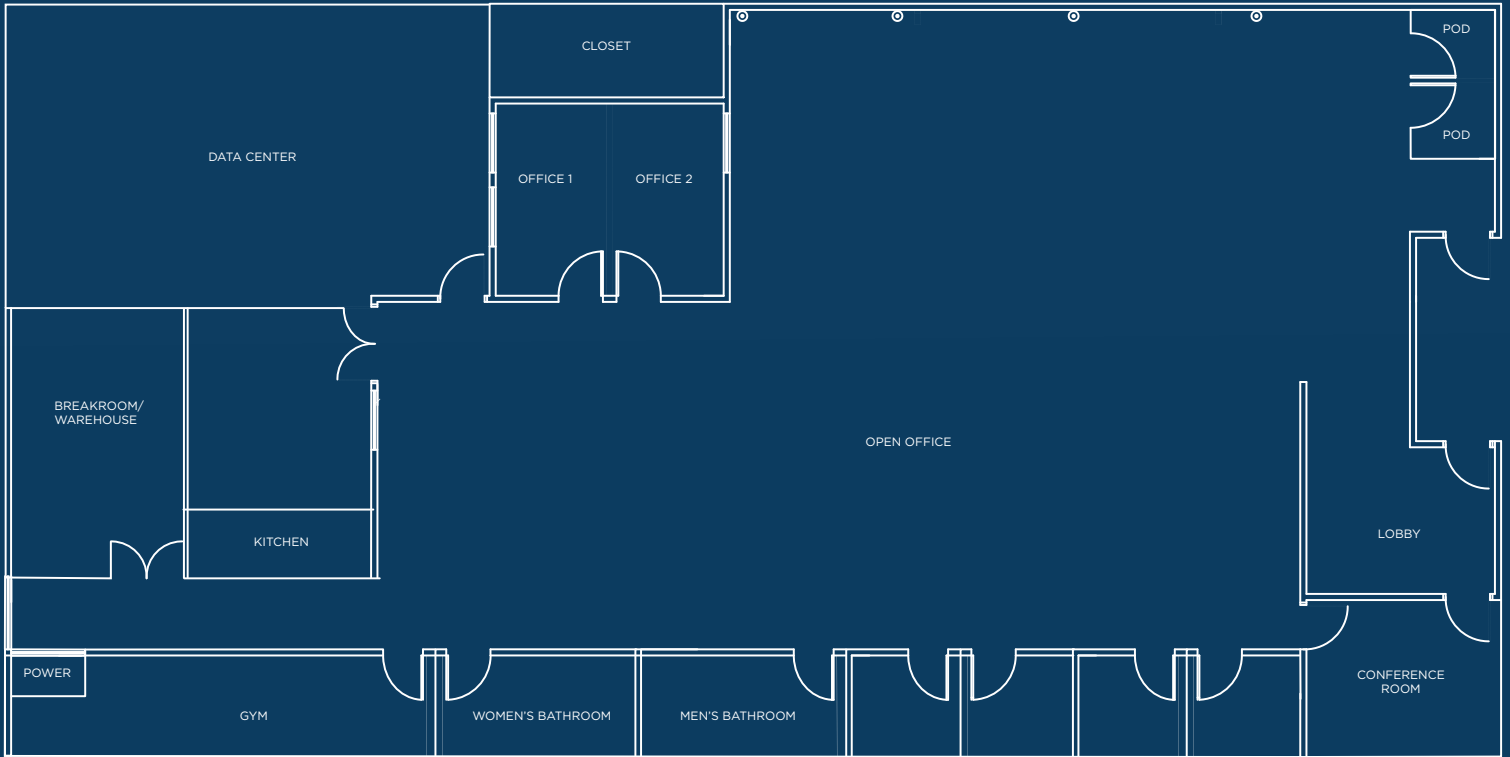 CLOSET
POD
POD
DATA CENTER
OFFICE 1
OFFICE 2
BREAKROOM/
WAREHOUSE
OPEN OFFICE
KITCHEN
LOBBY
POWER
GYM
WOMEN'S BATHROOM
MEN'S BATHROOM
CONFERENCE
ROOM